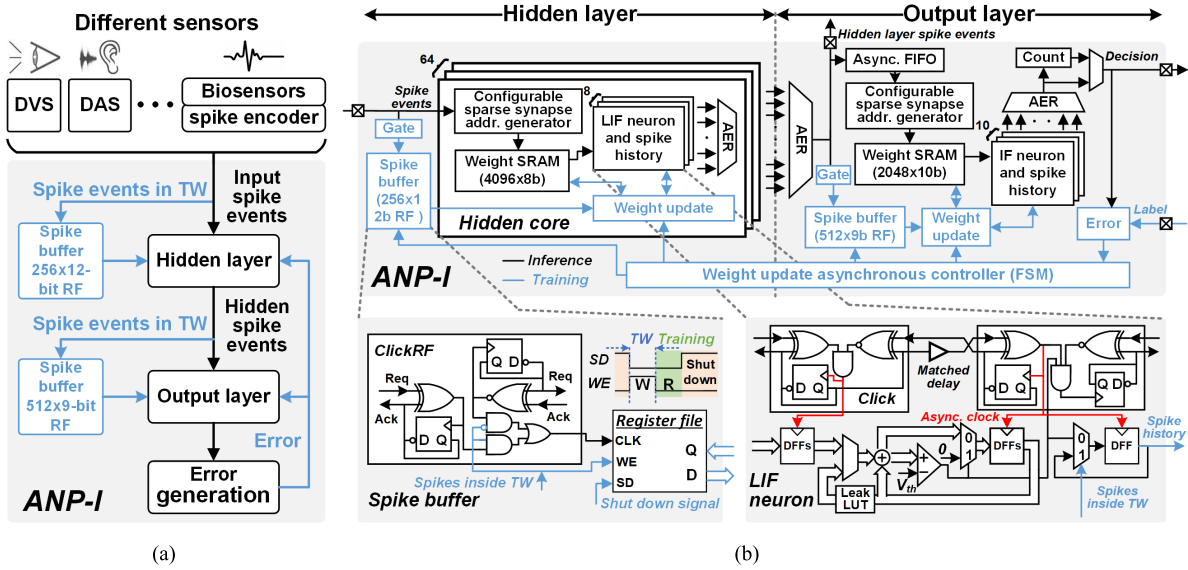 Different sensors
DVS
DAS
Biosensors
spike encoder
Spike events in TW
Input
spike
events
Spike
buffer
256x12-
bit RF
Hidden layer
Spike events in TW
Hidden
spike
events
Spike
buffer
512x9-bit
RF
Output layer
Error
Error
generation
ANP-I
(a)
Hidden layer
Output layer
Hidden layer spike events
64
Spike
events
Gate
Configurable
sparse synapse
addr. generator
8
LIF neuron
and spike
history
AER
Weight SRAM
(4096x8b)
Spike
buffer
(256x1
2b RF )
Weight update
Hidden core
AER
Async. FIFO
Configurable
sparse synapse
addr. generator
Weight SRAM
(2048x10b)
10
IF neuron
and spike
history
AER
Count
Decision
Gate
Spike buffer
(512x9b RF)
Weight
update
Error
Label
ANP-I
Inference
Training
Weight update asynchronous controller (FSM)
ClickRF
Req
Ack
Q D
D Q
Req
Ack
TW
Training
SD
WE
W
R
Shut
down
Register file
CLK
WE
SD
Q
D
Spikes inside TW
Shut down signal
Spike buffer
D Q
Q D
Click
Matched
delay
D Q
Q D
Async. clock
DFFs
Leak
LUT
Vth
0
0
1
DFFs
0
1
DFF
Spike
history
Spikes
inside TW
LIF
neuron
(b)